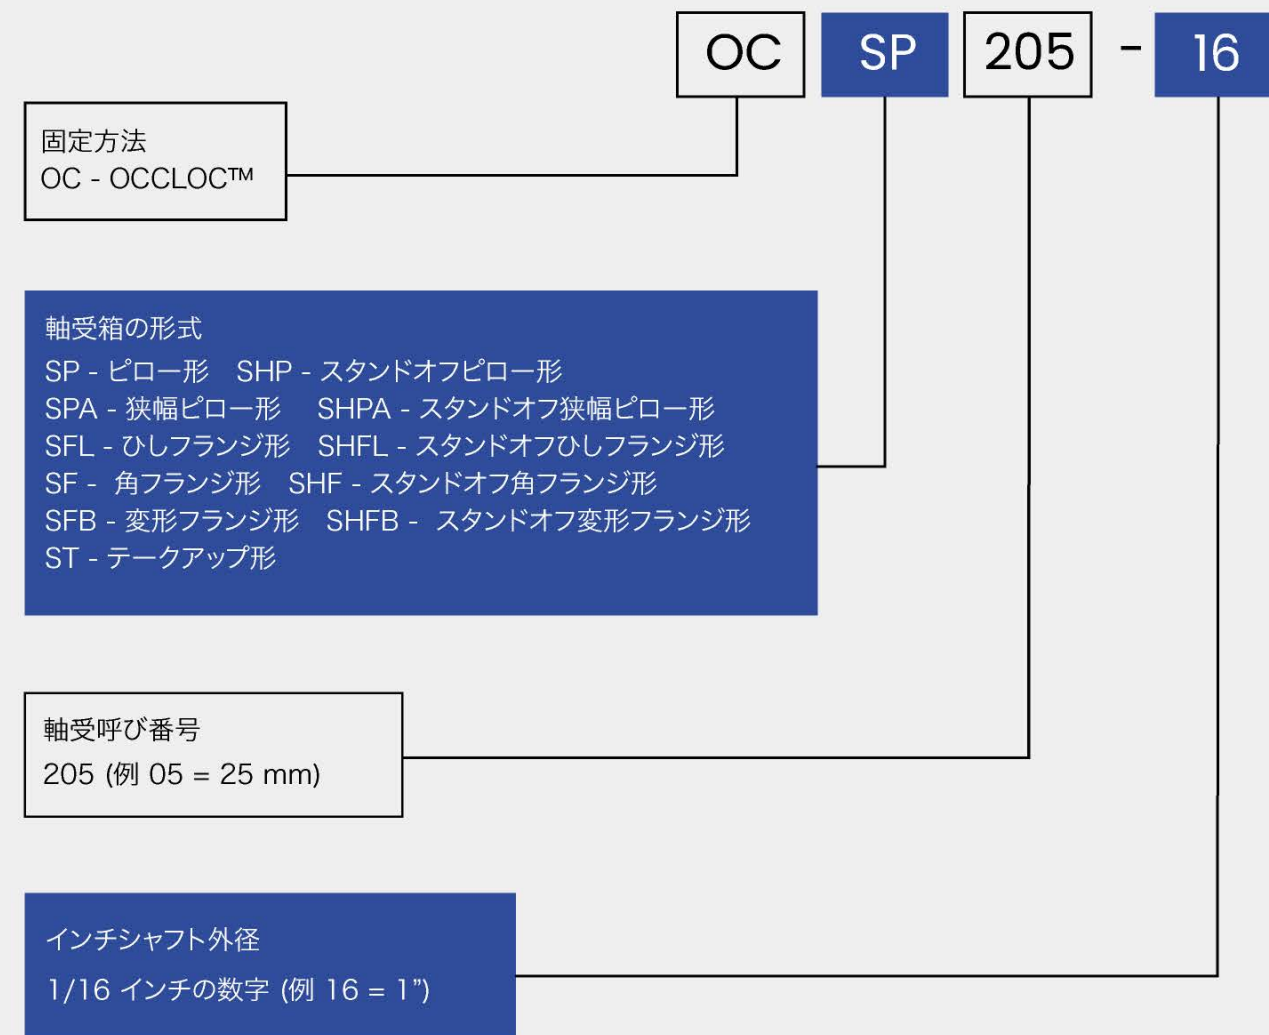 OC SP 205 - 16
固定方法
OC - OCCLOC™
軸受箱の形式
SP - ピロー形 SHP - スタンドオフピロー形
SPA - 狭幅ピロー形 SHPA - スタンドオフ狭幅ピロー形
SFL - ひしフランジ形 SHFL - スタンドオフひしフランジ形
SF - 角フランジ形 SHF - スタンドオフ角フランジ形
SFB - 変形フランジ形 SHFB - スタンドオフ変形フランジ形
ST - テークアップ形
軸受呼び番号
205 (例 05 = 25 mm)
インチシャフト外径
1/16 インチの数字 (例 16 = 1”)